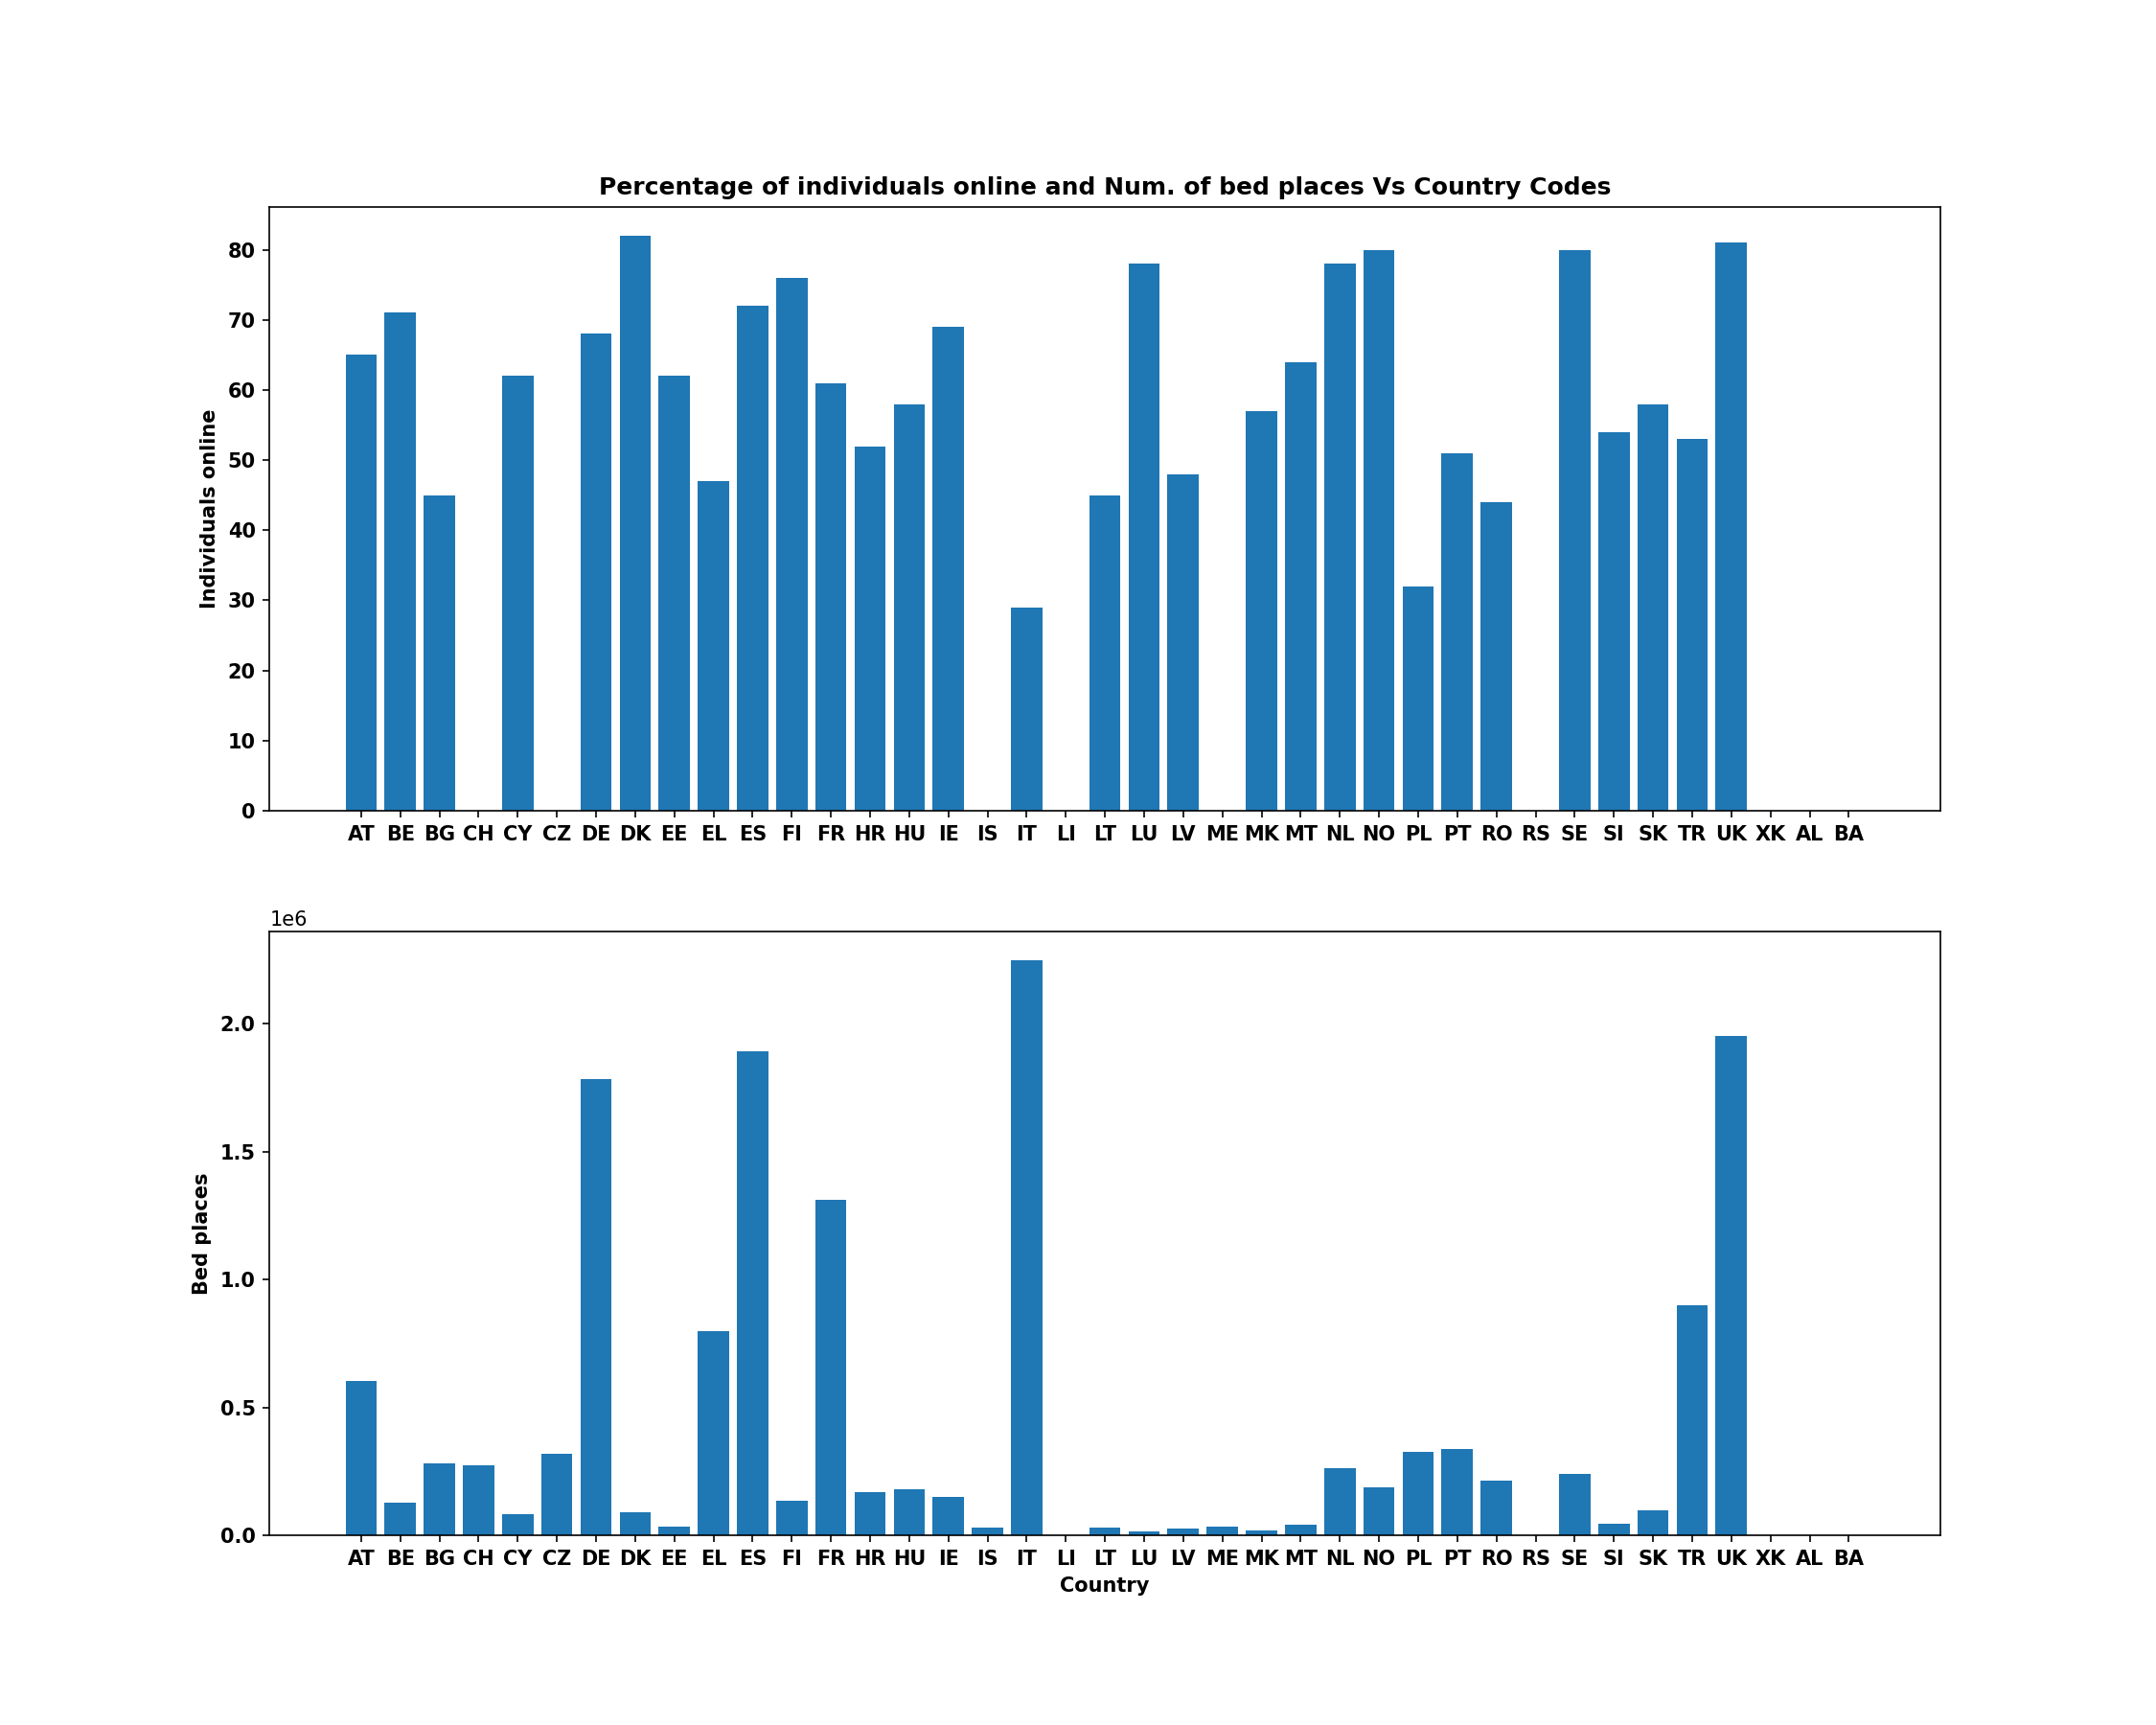 Percentage of individuals online and Num. of bed places Vs Country Codes
80
70
60
50
40
30
20
10
0
Individuals online
AT BE BG CH CY CZ DE DK EE EL ES FI FR HR HU IE IS IT LI LT LU LV ME MK MT NL NO PL PT RO RS SE SI SK TR UK XK AL BA
1e6
2.0
1.5
1.0
0.5
0.0
Bed places
AT BE BG CH CY CZ DE DK EE EL ES FI FR HR HU IE IS IT LI LT LU LV ME MK MT NL NO PL PT RO RS SE SI SK TR UK XK AL BA
Country